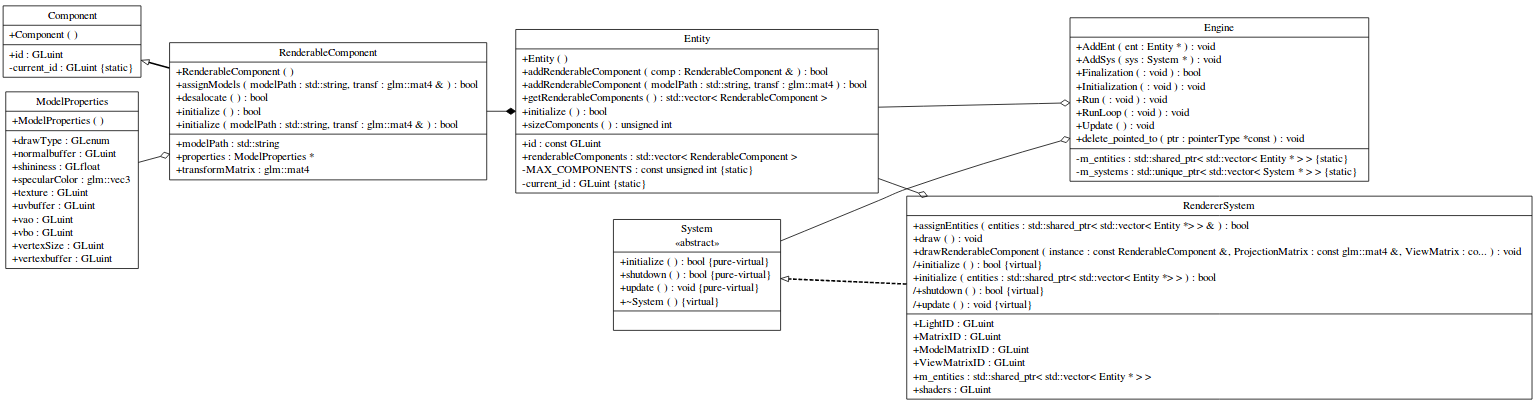 Component
+Component ( )
+id : GLuint
-current_id : GLuint {static}
ModelProperties
+ModelProperties ( )
+drawType : GLenum
+normalbuffer : GLuint
+shininess : GLfloat
+specularColor : glm::vec3
+texture : GLuint
+uvbuffer : GLuint
+vao : GLuint
+vbo : GLuint
+vertexSize : GLuint
+vertexbuffer : GLuint
RenderableComponent
+RenderableComponent ( )
+assignModels ( modelPath : std::string, transf : glm::mat4 & ) : bool
+desalocate ( ) : bool
+initialize ( ) : bool
+initialize ( modelPath : std::string, transf : glm::mat4 & ) : bool
+modelPath : std::string
+properties : ModelProperties *
+transformMatrix : glm::mat4
Entity
+Entity ( )
+addRenderableComponent ( comp : RenderableComponent & ) : bool
+addRenderableComponent ( modelPath : std::string, transf : glm::mat4 ) : bool
+getRenderableComponents ( ) : std::vector< RenderableComponent >
+initialize ( ) : bool
+sizeComponents ( ) : unsigned int
+id : const GLuint
+renderableComponents : std::vector< RenderableComponent >
-MAX_COMPONENTS : const unsigned int {static}
-current_id : GLuint {static}
System
«abstract»
+initialize ( ) : bool {pure-virtual}
+shutdown ( ) : bool {pure-virtual}
+update ( ) : void {pure-virtual}
+~System ( ) {virtual}
Engine
+AddEnt ( ent : Entity * ) : void
+AddSys ( sys : System * ) : void
+Finalization ( : void ) : bool
+Initialization ( : void ) : void
+Run ( : void ) : void
+RunLoop ( : void ) : void
+Update ( ) : void
+delete_pointed_to ( ptr : pointerType *const ) : void
-m_entities : std::shared_ptr< std::vector< Entity * > > {static}
-m_systems : std::unique_ptr< std::vector< System * > > {static}
RendererSystem
+assignEntities ( entities : std::shared_ptr< std::vector< Entity *> > & ) : bool
+draw ( ) : void
+drawRenderableComponent ( instance : const RenderableComponent &, ProjectionMatrix : const glm::mat4 &, ViewMatrix : co... ) : void
/+initialize ( ) : bool {virtual}
+initialize ( entities : std::shared_ptr< std::vector< Entity *> > ) : bool
/+shutdown ( ) : bool {virtual}
/+update ( ) : void {virtual}
+LightID : GLuint
+MatrixID : GLuint
+ModelMatrixID : GLuint
+ViewMatrixID : GLuint
+m_entities : std::shared_ptr< std::vector< Entity * > >
+shaders : GLuint